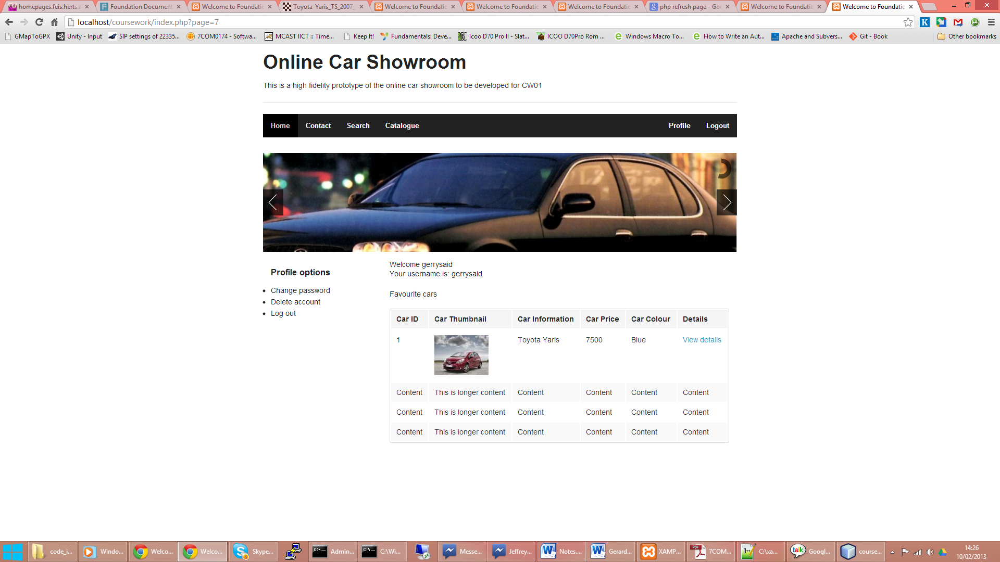 homepages.feis.herts.a
Foundation Document
Welcome to Foundatio
Toyota-Yaris_TS_2007_
Welcome to Foundatio
Welcome to Foundatio
Welcome to Foundatio
php refresh page - Goo
Welcome to Foundatio
Welcome to Foundatio
localhost/coursework/index.php?page=7
GMapToGPX
Unity - Input
SIP settings of 22335...
7COM0174 - Softwa...
MCAST IICT :: Time...
Keep It!
Fundamentals: Deve...
Icoo D70 Pro II - Slat...
ICOO D70Pro Rom ...
Windows Macro To...
How to Write an Aut...
Apache and Subvers...
Git - Book
Other bookmarks
Online Car Showroom
This is a high fidelity prototype of the online car showroom to be developed for CW01
Home Contact Search Catalogue Profile Logout
Profile options
Change password
Delete account
Log out
Welcome gerrysaid
Your username is: gerrysaid
Favourite cars
Car ID Car Thumbnail Car Information Car Price Car Colour Details
1 Toyota Yaris 7500 Blue View details
Content This is longer content Content Content Content Content
Content This is longer content Content Content Content Content
Content This is longer content Content Content Content Content
code_i...
Windo...
Welco...
Welco...
Skype...
Admin...
C:\Wi...
Messe...
Jeffrey...
Notes....
Gerard...
XAMP...
7COM...
C:\xa...
Googl...
course...
14:26
10/02/2013